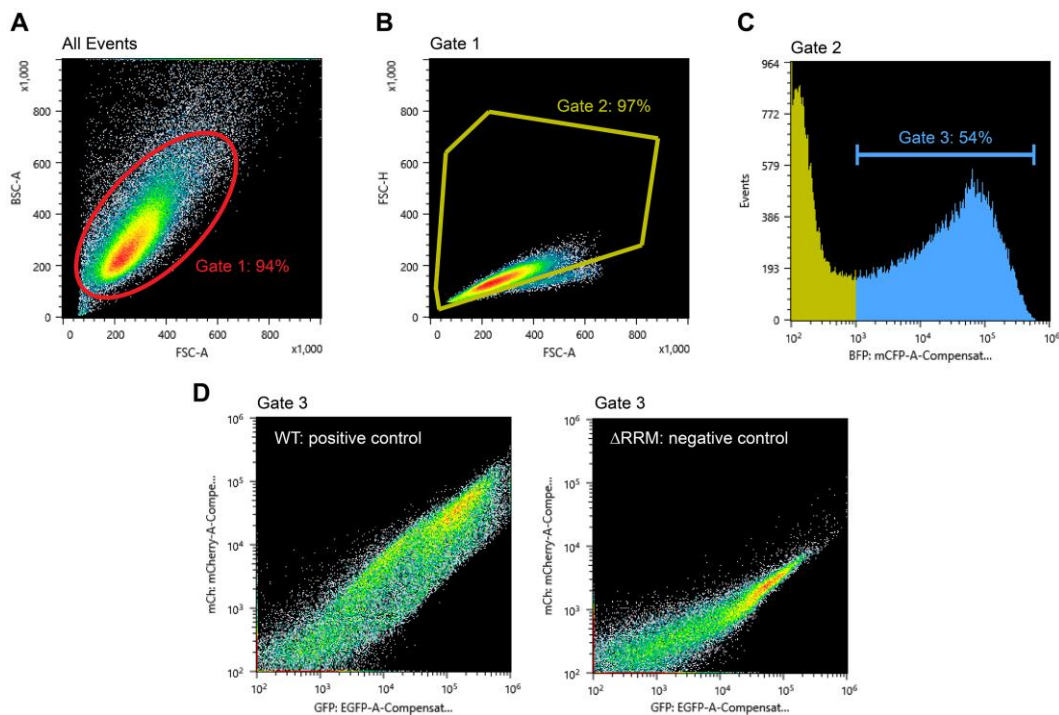 A
All Events
x1,000
800
600
400
200
0
BSC-A
Gate 1: 94%
0
200
400
600
800
FSC-A
x1,000
B
Gate 1
x1,000
800
600
400
200
0
FSC-H
Gate 2: 97%
0
200
400
600
800
FSC-A
x1,000
C
Gate 2
964
772
579
386
193
0
Events
Gate 3: 54%
10²
10³
10⁴
10⁵
10⁶
BFP: mCFP-A-Compensat...
D
Gate 3
WT: positive control
10⁶
10⁵
10⁴
10³
10²
mCh: mCherry-A-Compe...
10²
10³
10⁴
10⁵
10⁶
GFP: EGFP-A-Compensat...
Gate 3
ΔRRM: negative control
10⁶
10⁵
10⁴
10³
10²
mCh: mCherry-A-Compe...
10²
10³
10⁴
10⁵
10⁶
GFP: EGFP-A-Compensat...